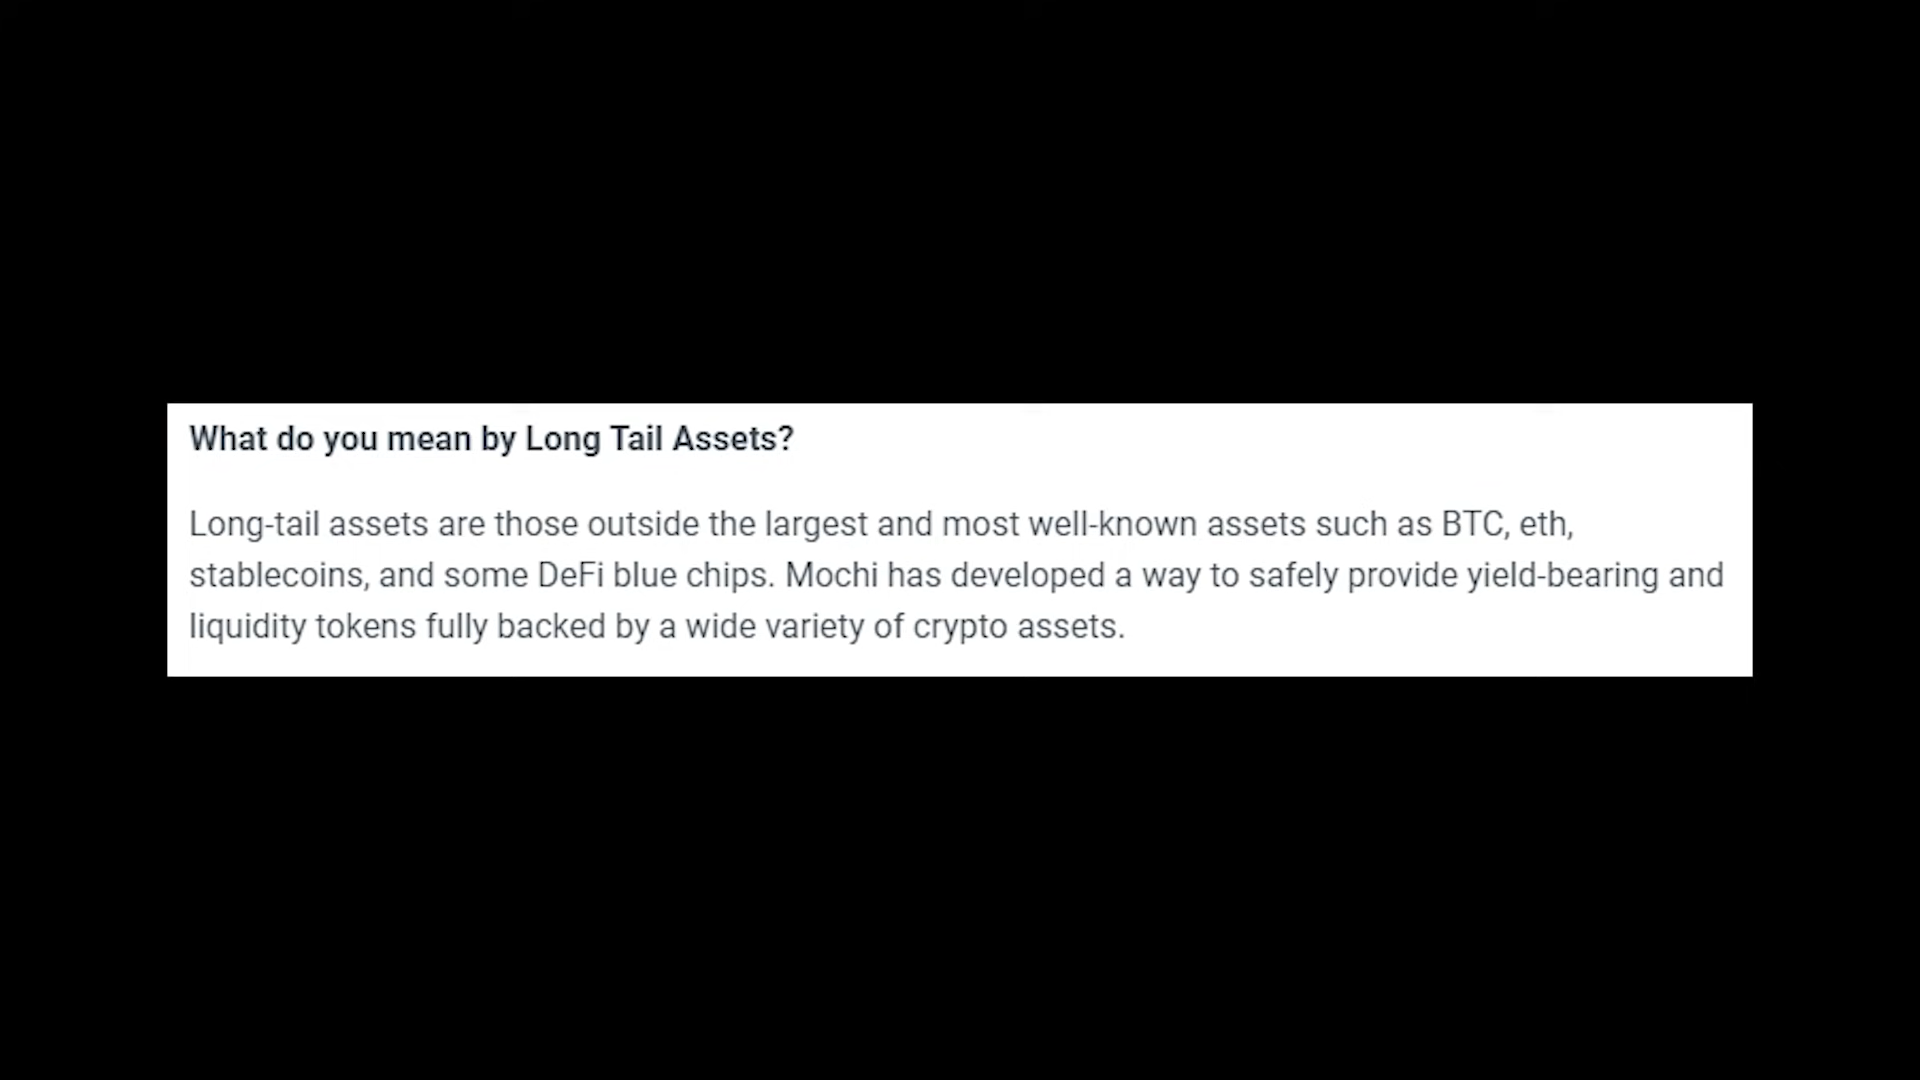 What do you mean by Long Tail Assets?
Long-tail assets are those outside the largest and most well-known assets such as BTC, eth,
stablecoins, and some DeFi blue chips. Mochi has developed a way to safely provide yield-bearing and
liquidity tokens fully backed by a wide variety of crypto assets.